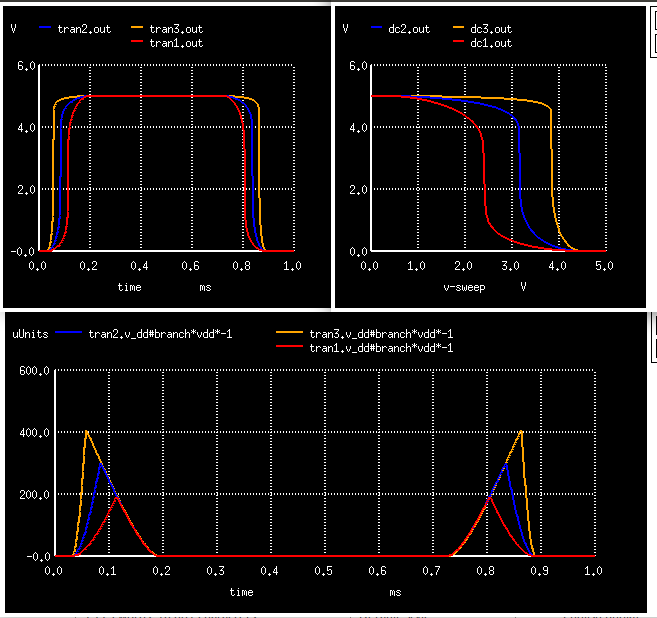 V tran2.out tran3.out
tran1.out
6.0
4.0
2.0
-0.0
0.0 0.2 0.4 0.6 0.8 1.0
time ms
V dc2.out dc3.out
dc1.out
6.0
4.0
2.0
-0.0
0.0 1.0 2.0 3.0 4.0 5.0
v-sweep V
uUnits tran2.v_dd#branch*vdd*-1 tran3.v_dd#branch*vdd*-1
tran1.v_dd#branch*vdd*-1
600.0
400.0
200.0
-0.0
0.0 0.1 0.2 0.3 0.4 0.5 0.6 0.7 0.8 0.9 1.0
time ms